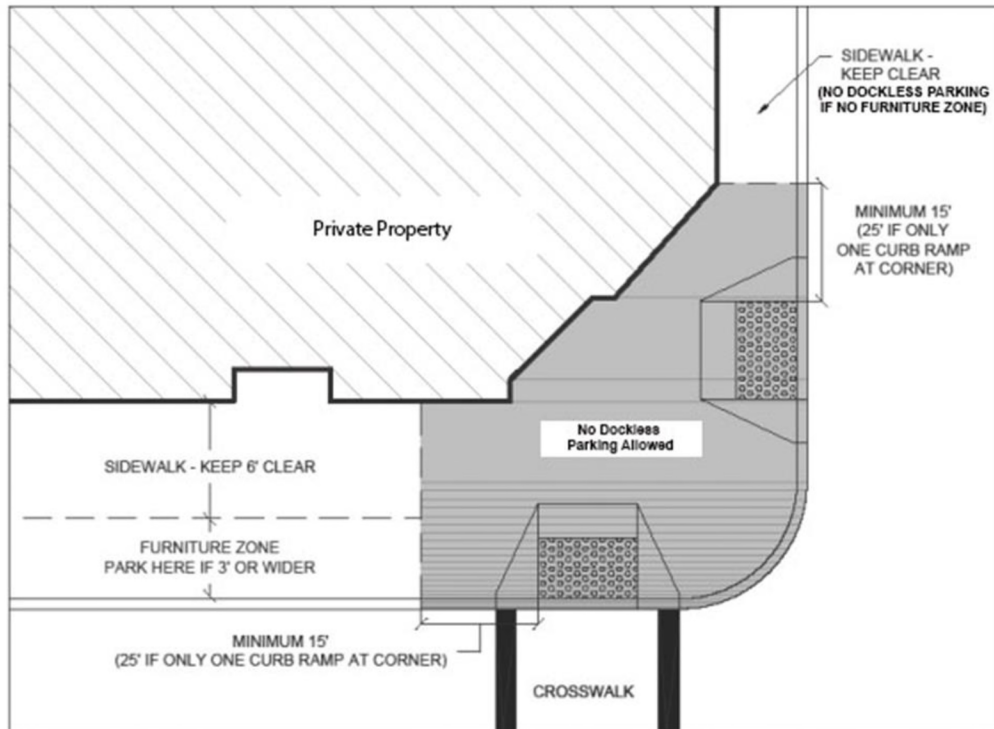 SIDEWALK -
KEEP CLEAR
(NO DOCKLESS PARKING
IF NO FURNITURE ZONE)
Private Property
MINIMUM 15'
(25' IF ONLY
ONE CURB RAMP
AT CORNER)
No Dockless
Parking Allowed
SIDEWALK - KEEP 6' CLEAR
FURNITURE ZONE
PARK HERE IF 3' OR WIDER
MINIMUM 15'
(25' IF ONLY ONE CURB RAMP AT CORNER)
CROSSWALK